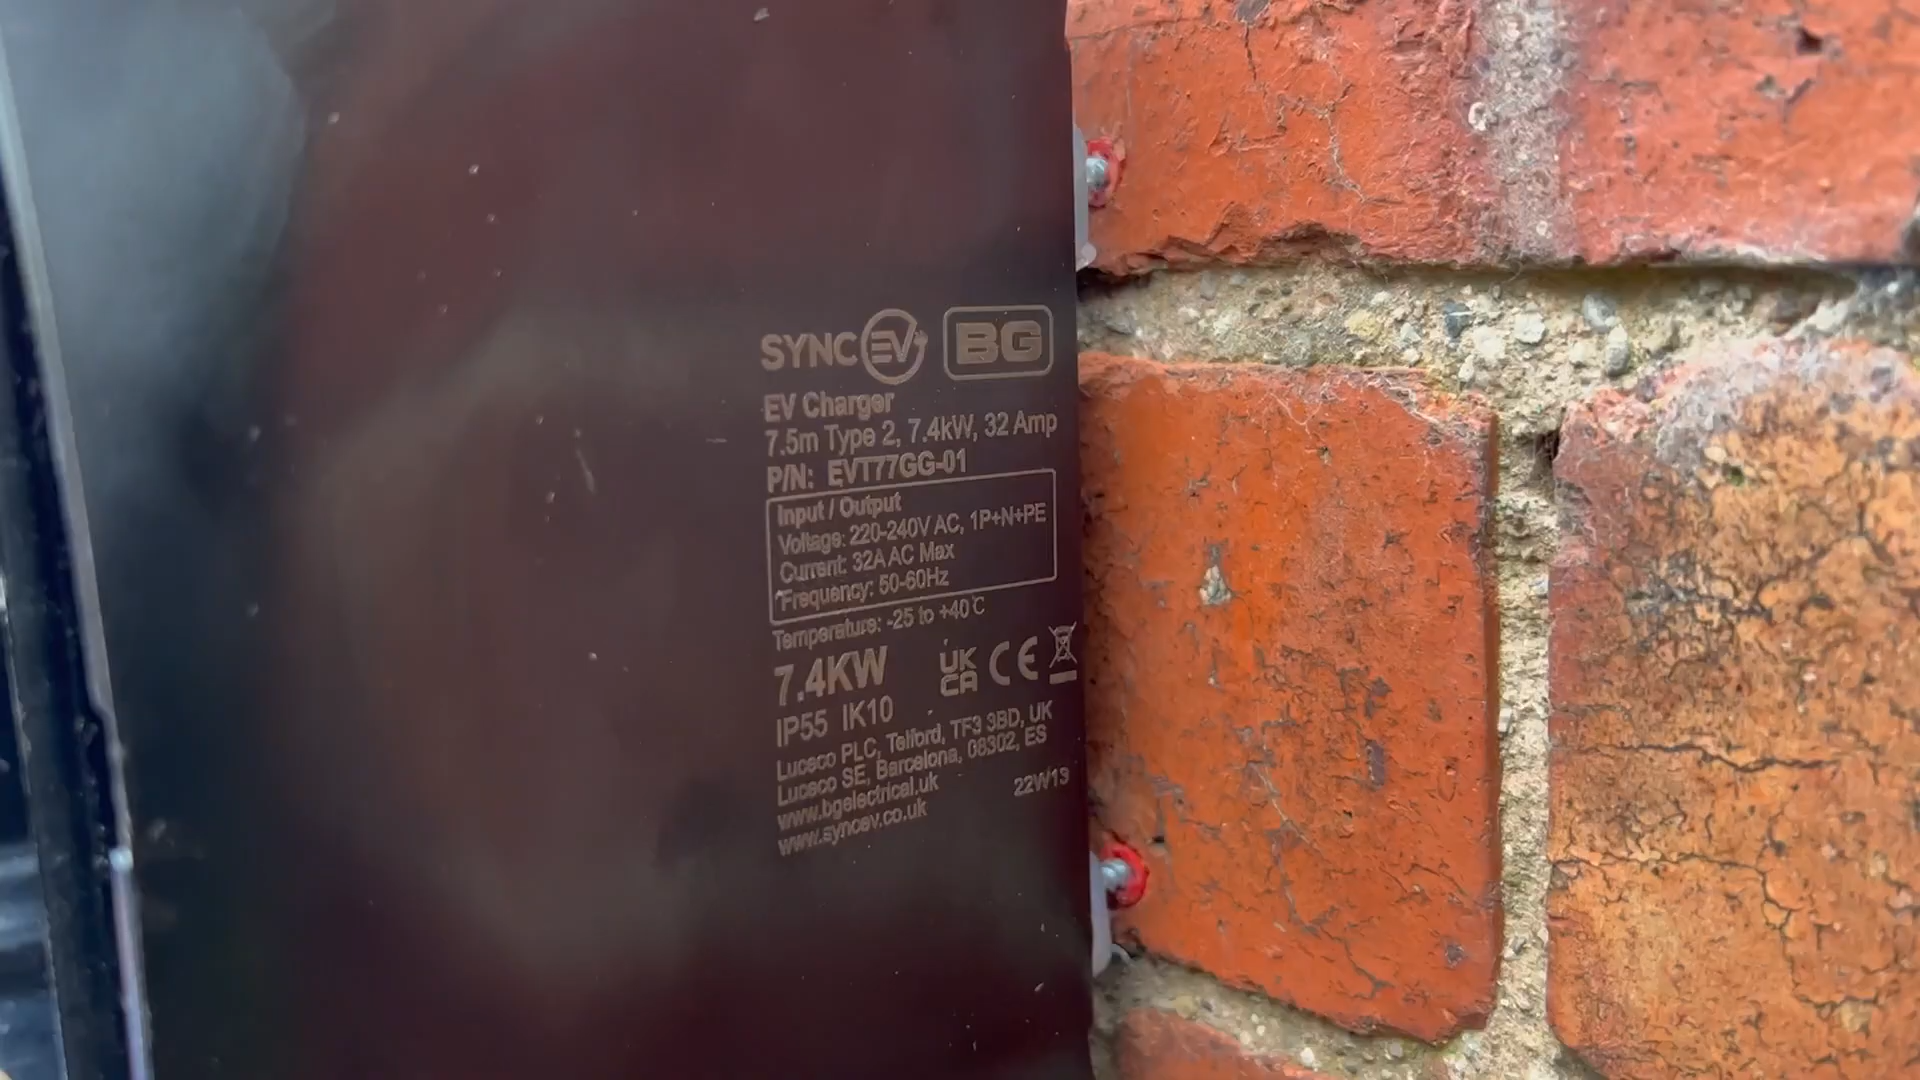 SYNC EV BG
EV Charger
7.5m Type 2, 7.4kW, 32 Amp
P/N: EVT77GG-01
Input / Output
Voltage: 220-240V AC, 1P+N+PE
Current: 32A AC Max
Frequency: 50-60Hz
Temperature: -25 to +40℃
7.4KW UK CA CE
IP55 IK10
Luceco PLC, Telford, TF3 3BD, UK
Luceco SE, Barcelona, 08302, ES
www.bgelectrical.uk 22W13
www.syncev.co.uk